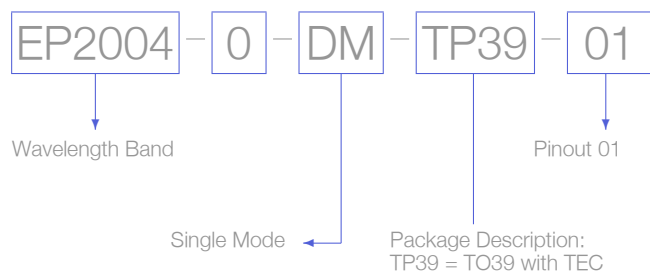 EP2004 - 0 - DM - TP39 - 01
Wavelength Band
Pinout 01
Single Mode
Package Description:
TP39 = TO39 with TEC